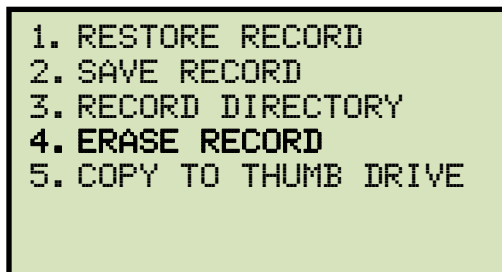 1. RESTORE RECORD
2. SAVE RECORD
3. RECORD DIRECTORY
4. ERASE RECORD
5. COPY TO THUMB DRIVE